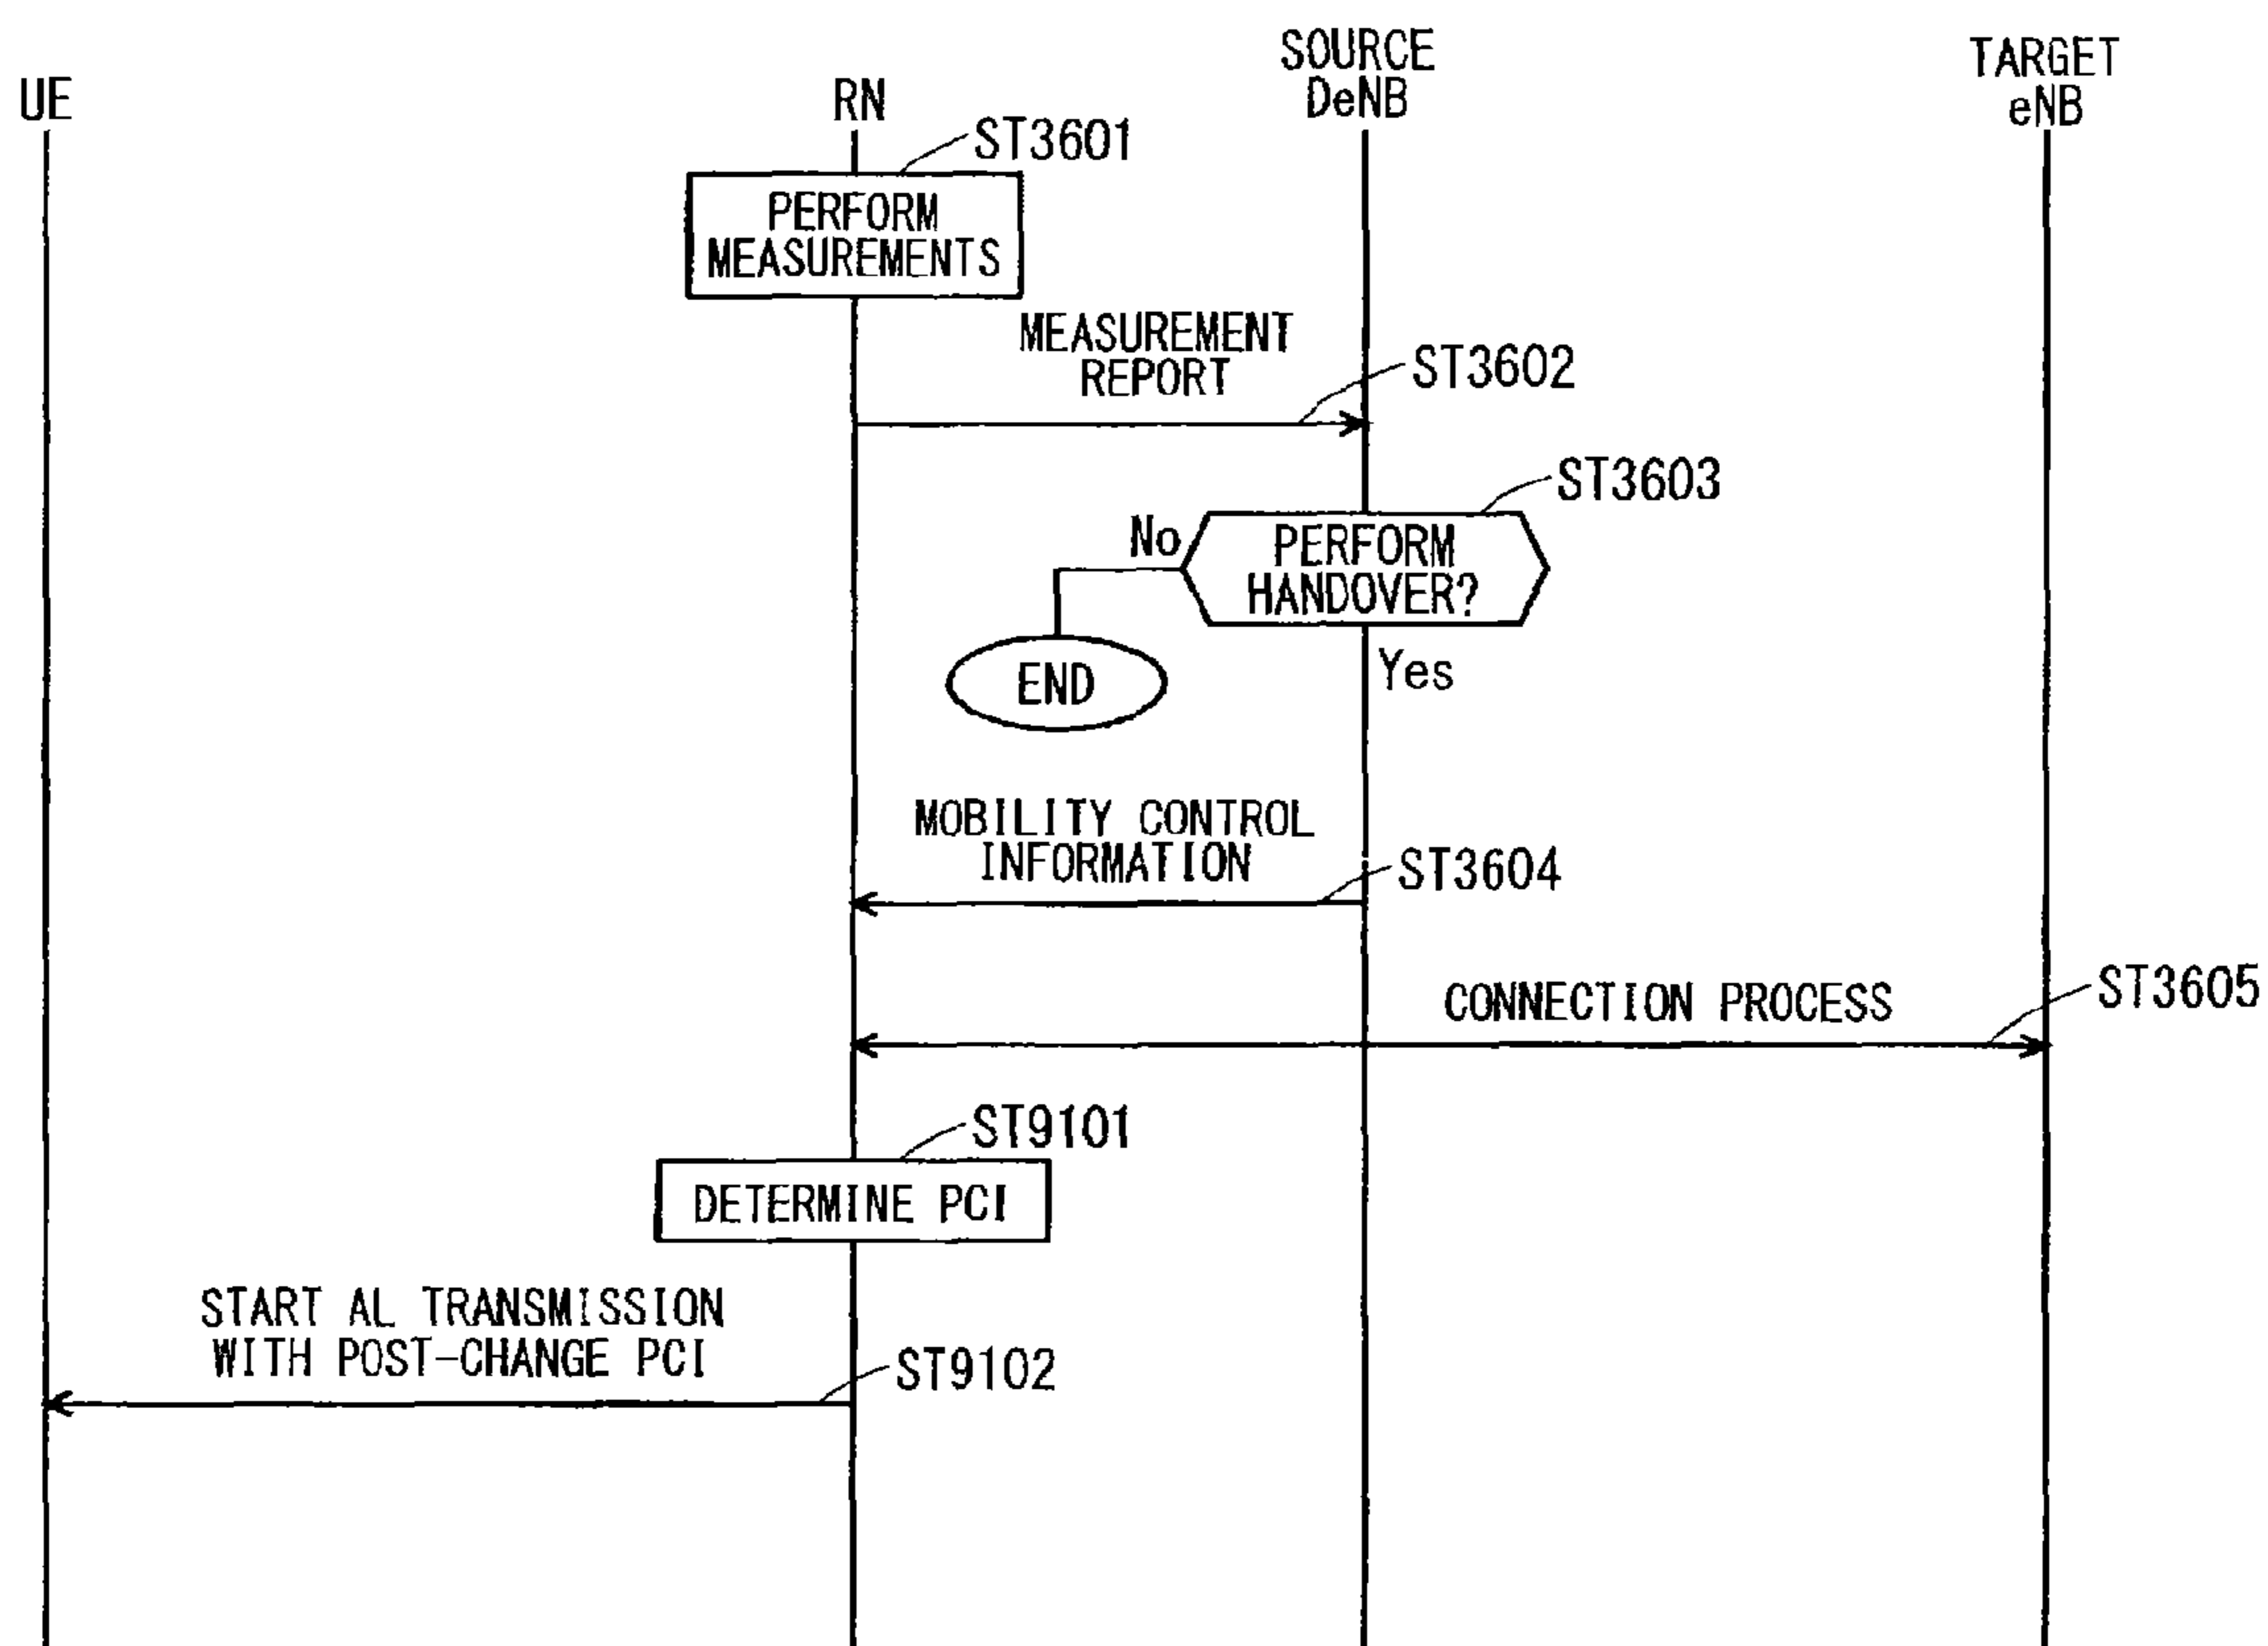 UE
RN
SOURCE
DeNB
TARGET
eNB
ST3601
PERFORM
MEASUREMENTS
MEASUREMENT
REPORT
ST3602
ST3603
No
PERFORM
HANDOVER?
END
Yes
MOBILITY CONTROL
INFORMATION
ST3604
CONNECTION PROCESS
ST3605
ST9101
DETERMINE PCI
START AL TRANSMISSION
WITH POST-CHANGE PCI
ST9102